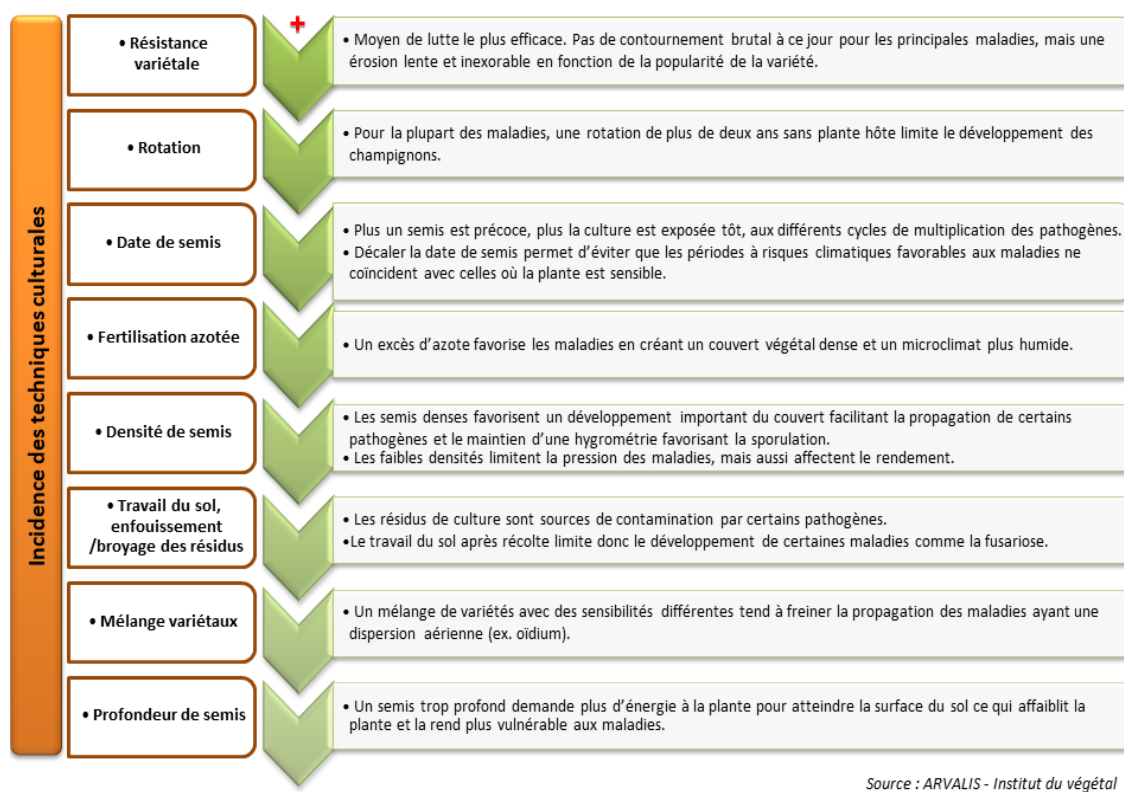 Incidence des techniques culturales
+
• Résistance
variétale
• Moyen de lutte le plus efficace. Pas de contournement brutal à ce jour pour les principales maladies, mais une
érosion lente et inexorable en fonction de la popularité de la variété.
• Rotation
• Pour la plupart des maladies, une rotation de plus de deux ans sans plante hôte limite le développement des
champignons.
• Date de semis
• Plus un semis est précoce, plus la culture est exposée tôt, aux différents cycles de multiplication des pathogènes.
• Décaler la date de semis permet d’éviter que les périodes à risques climatiques favorables aux maladies ne
coïncident avec celles où la plante est sensible.
• Fertilisation azotée
• Un excès d’azote favorise les maladies en créant un couvert végétal dense et un microclimat plus humide.
• Densité de semis
• Les semis denses favorisent un développement important du couvert facilitant la propagation de certains
pathogènes et le maintien d’une hygrométrie favorisant la sporulation.
• Les faibles densités limitent la pression des maladies, mais aussi affectent le rendement.
• Travail du sol,
enfouissement
/broyage des résidus
• Les résidus de culture sont sources de contamination par certains pathogènes.
•Le travail du sol après récolte limite donc le développement de certaines maladies comme la fusariose.
• Mélange variétaux
• Un mélange de variétés avec des sensibilités différentes tend à freiner la propagation des maladies ayant une
dispersion aérienne (ex. oïdium).
• Profondeur de semis
• Un semis trop profond demande plus d’énergie à la plante pour atteindre la surface du sol ce qui affaiblit la
plante et la rend plus vulnérable aux maladies.
Source : ARVALIS - Institut du végétal